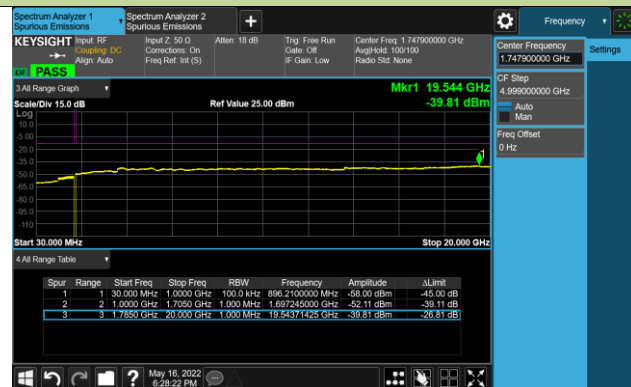 Spectrum Analyzer 1
Spurious Emissions
Spectrum Analyzer 2
Spurious Emissions
+
Frequency
KEYSIGHT
Input: RF
Coupling: DC
Align: Auto
Input Z: 50 Ω
Corrections: On
Freq Ref: Int (S)
Atten: 18 dB
Trig: Free Run
Gate: Off
IF Gain: Low
Center Freq: 1.747900000 GHz
Avg|Hold: 100/100
Radio Std: None
PASS
Center Frequency
1.747900000 GHz
Settings
CF Step
4.999000000 GHz
Auto
Man
Freq Offset
0 Hz
3 All Range Graph
Mkr1 19.544 GHz
-39.81 dBm
Scale/Div 15.0 dB
Ref Value 25.00 dBm
Log
10.0
-5.00
-20.0
-35.0
-50.0
-65.0
-80.0
-95.0
-110
1
Start 30.000 MHz
Stop 20.000 GHz
4 All Range Table
Spur Range Start Freq Stop Freq RBW Frequency Amplitude ΔLimit
1 1 30.000 MHz 1.0000 GHz 100.0 kHz 896.2100000 MHz -58.00 dBm -45.00 dB
2 2 1.0000 GHz 1.7050 GHz 1.000 MHz 1.697245000 GHz -52.11 dBm -39.11 dB
3 3 1.7850 GHz 20.000 GHz 1.000 MHz 19.54371425 GHz -39.81 dBm -26.81 dB
?
May 16, 2022
6:28:22 PM